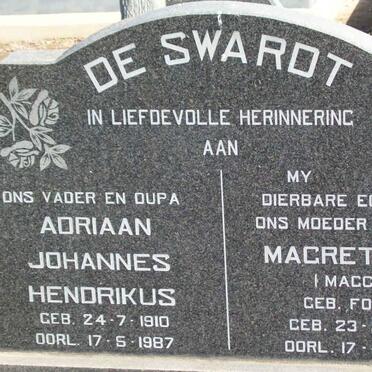 DE SWARDT
IN LIEFDEVOLLE HERINNERING
AAN
ONS VADER EN OUPA
ADRIAAN
JOHANNES
HENDRIKUS
GEB. 24-7-1910
OORL. 17-5-1987
MY
DIERBARE
ONS MOEDER
GEB.
GEB. 23-
OORL. 17-